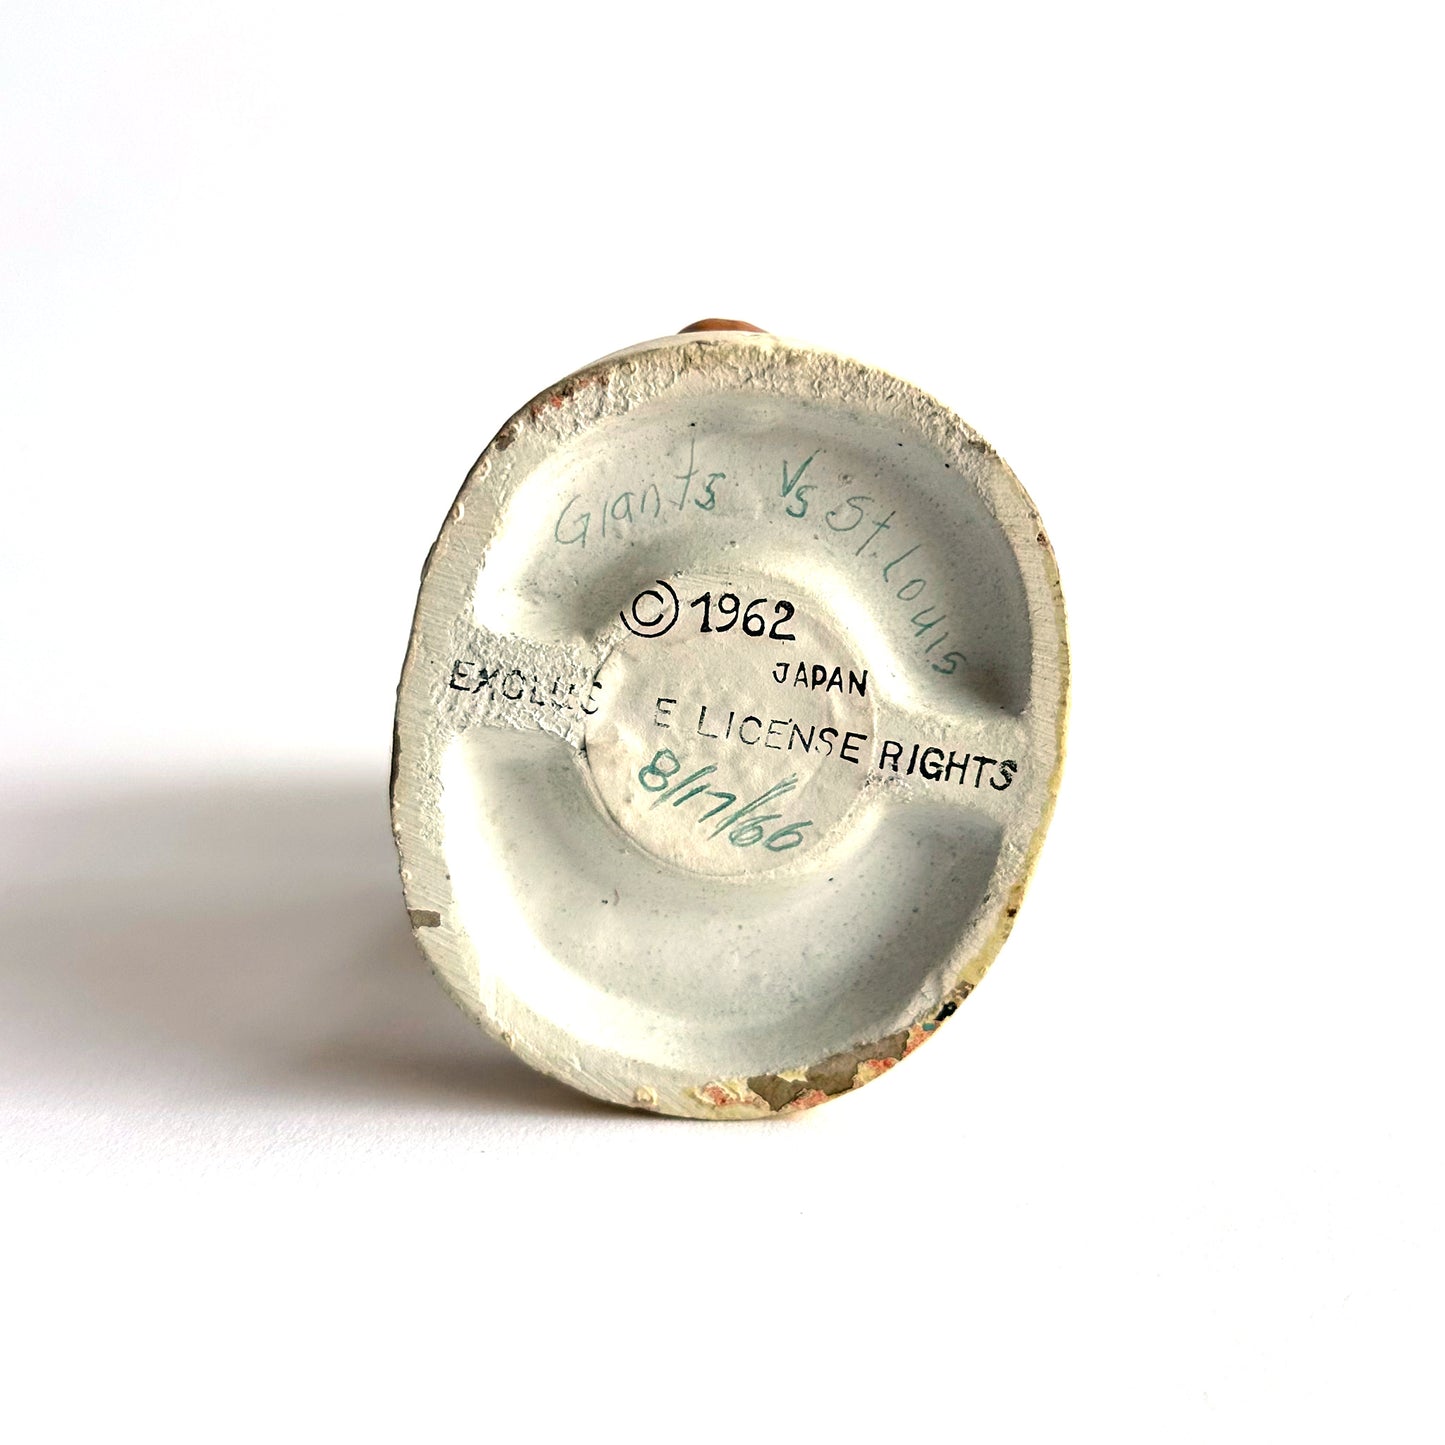 Giants Vs St. Louis
© 1962
JAPAN
EXCLUS E LICENSE RIGHTS
8/17/66